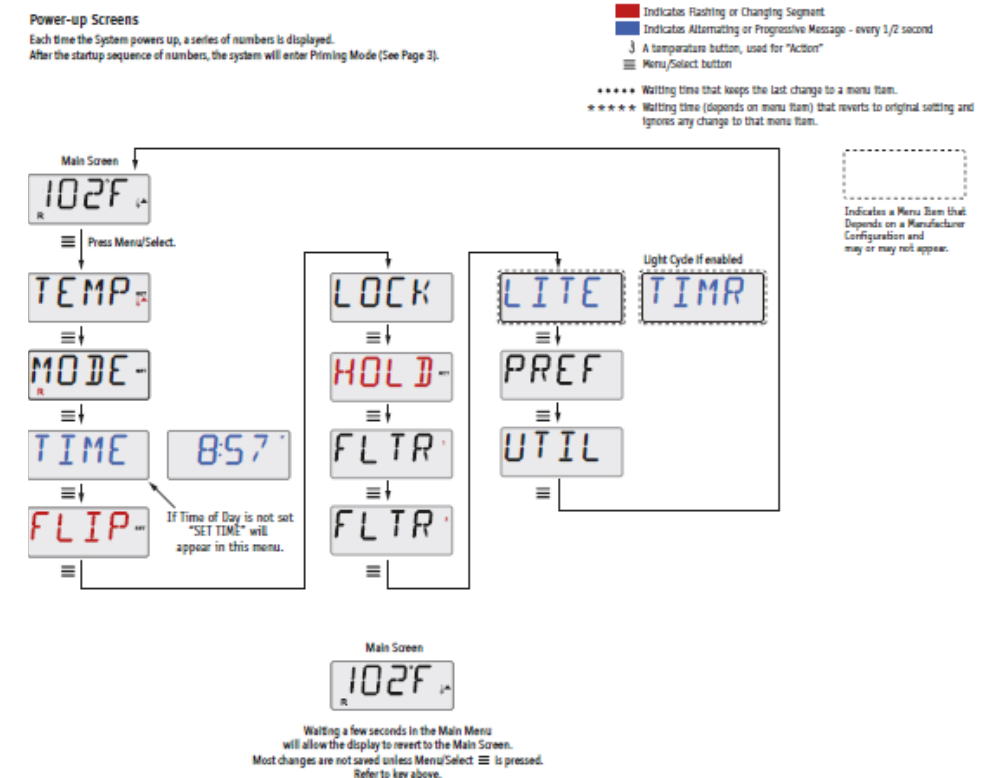 Power-up Screens
Each time the System powers up, a series of numbers is displayed.
After the startup sequence of numbers, the system will enter Priming Mode (See Page 3).
Indicates Flashing or Changing Segment
Indicates Alternating or Progressive Message - every 1/2 second
A temperature button, used for "Action"
Menu/Select button
Waiting time that keeps the last change to a menu item.
Waiting time (depends on menu item) that reverts to original setting and
ignores any change to that menu item.
Indicates a Menu Item that
Depends on a Manufacturer
Configuration and
may or may not appear.
Main Screen
102°F
R
Press Menu/Select.
TEMP
MODE
R
TIME
8:57
FLIP
If Time of Day is not set
"SET TIME" will
appear in this menu.
LOCK
HOLD
FLTR
FLTR
LITE
Light Cycle If enabled
TIMR
PREF
UTIL
Main Screen
102°F
R
Waiting a few seconds in the Main Menu
will allow the display to revert to the Main Screen.
Most changes are not saved unless Menu/Select ☰ is pressed.
Refer to key above.